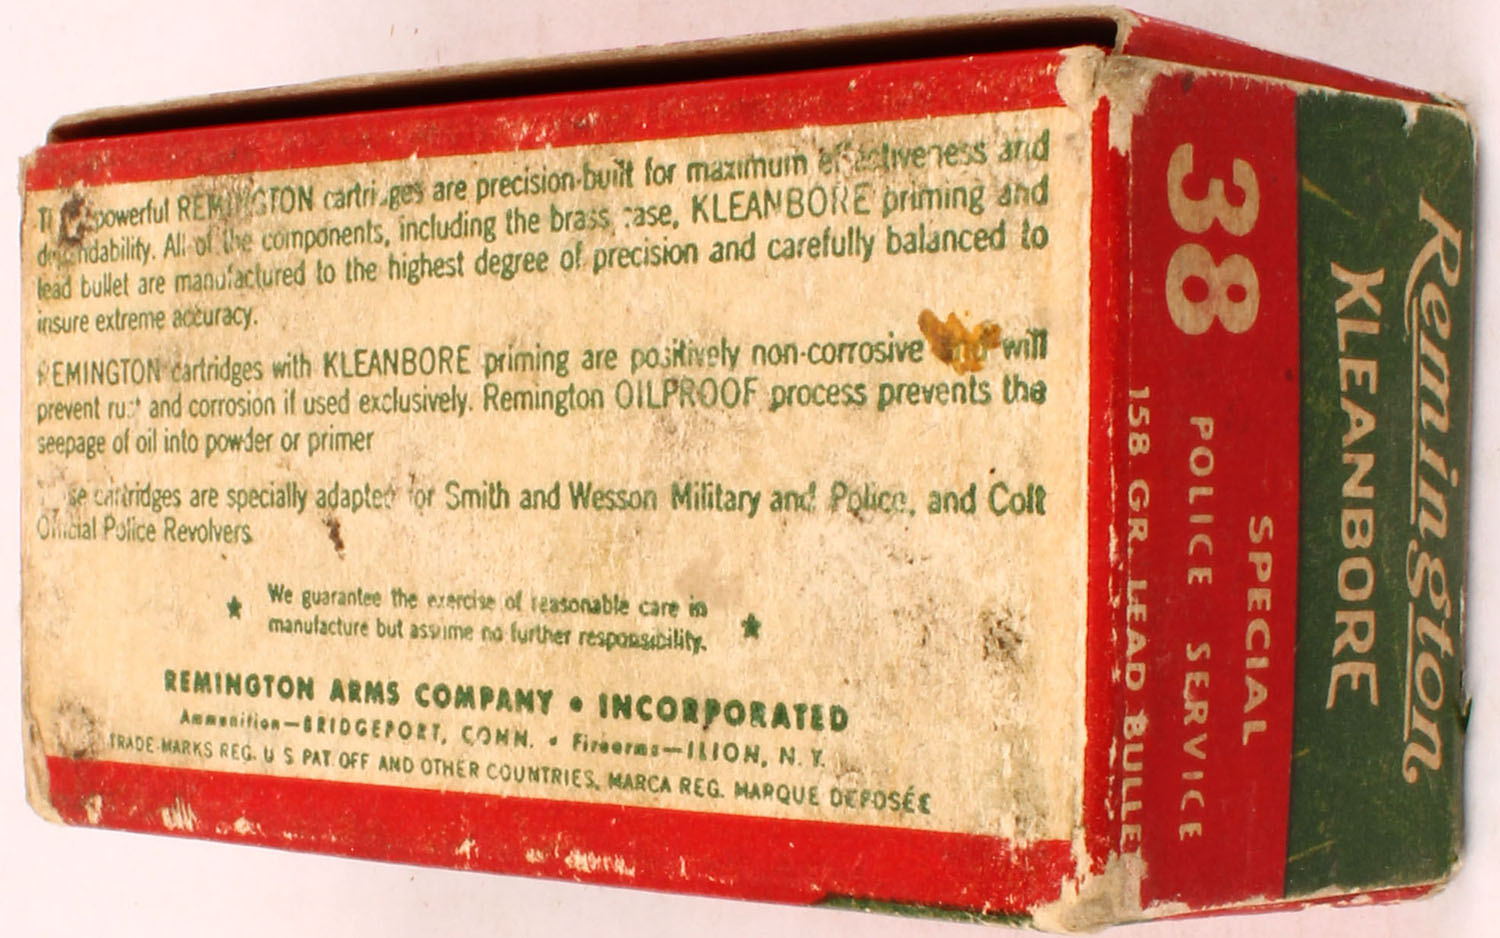 powerful REMINGTON cartridges are precision-built for maximum effectiveness and
dependability. All of the components, including the brass case, KLEANBORE priming and
lead bullet are manufactured to the highest degree of precision and carefully balanced to
insure extreme accuracy.
REMINGTON cartridges with KLEANBORE priming are positively non-corrosive and will
prevent rust and corrosion if used exclusively. Remington OILPROOF process prevents the
seepage of oil into powder or primer
These cartridges are specially adapted for Smith and Wesson Military and Police, and Colt
Official Police Revolvers
★ We guarantee the exercise of reasonable care in ★
manufacture but assume no further responsibility.
REMINGTON ARMS COMPANY • INCORPORATED
Ammunition—BRIDGEPORT, CONN. • Firearms—ILION, N. Y.
TRADE-MARKS REG. U S PAT. OFF AND OTHER COUNTRIES, MARCA REG. MARQUE DEPOSÉE
Remington
KLEANBORE
38 SPECIAL
POLICE SERVICE
158 GR. LEAD BULLE